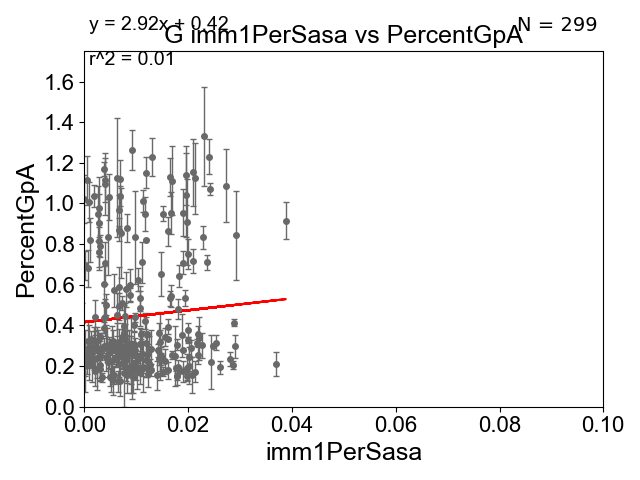 y = 2.92x + 0.42
G imm1PerSasa vs PercentGpA
N = 299
r^2 = 0.01
PercentGpA
1.6
1.4
1.2
1.0
0.8
0.6
0.4
0.2
0.0
0.00 0.02 0.04 0.06 0.08 0.10
imm1PerSasa